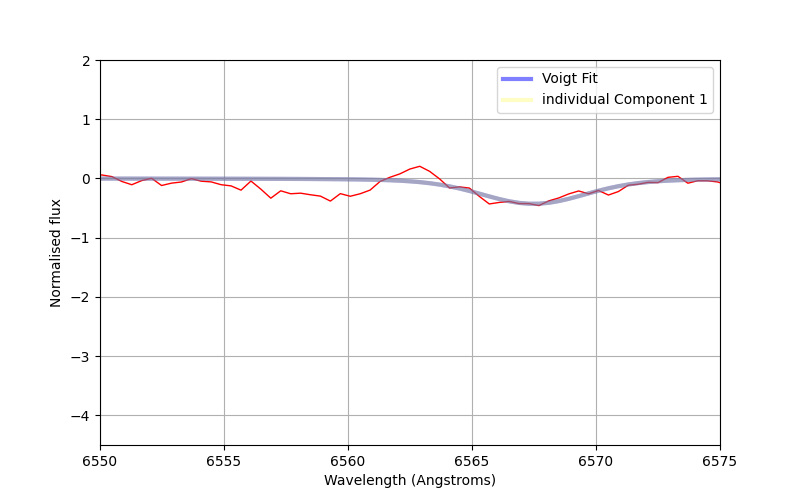 2
1
0
−1
−2
−3
−4
Normalised flux
6550 6555 6560 6565 6570 6575
Wavelength (Angstroms)
Voigt Fit
individual Component 1